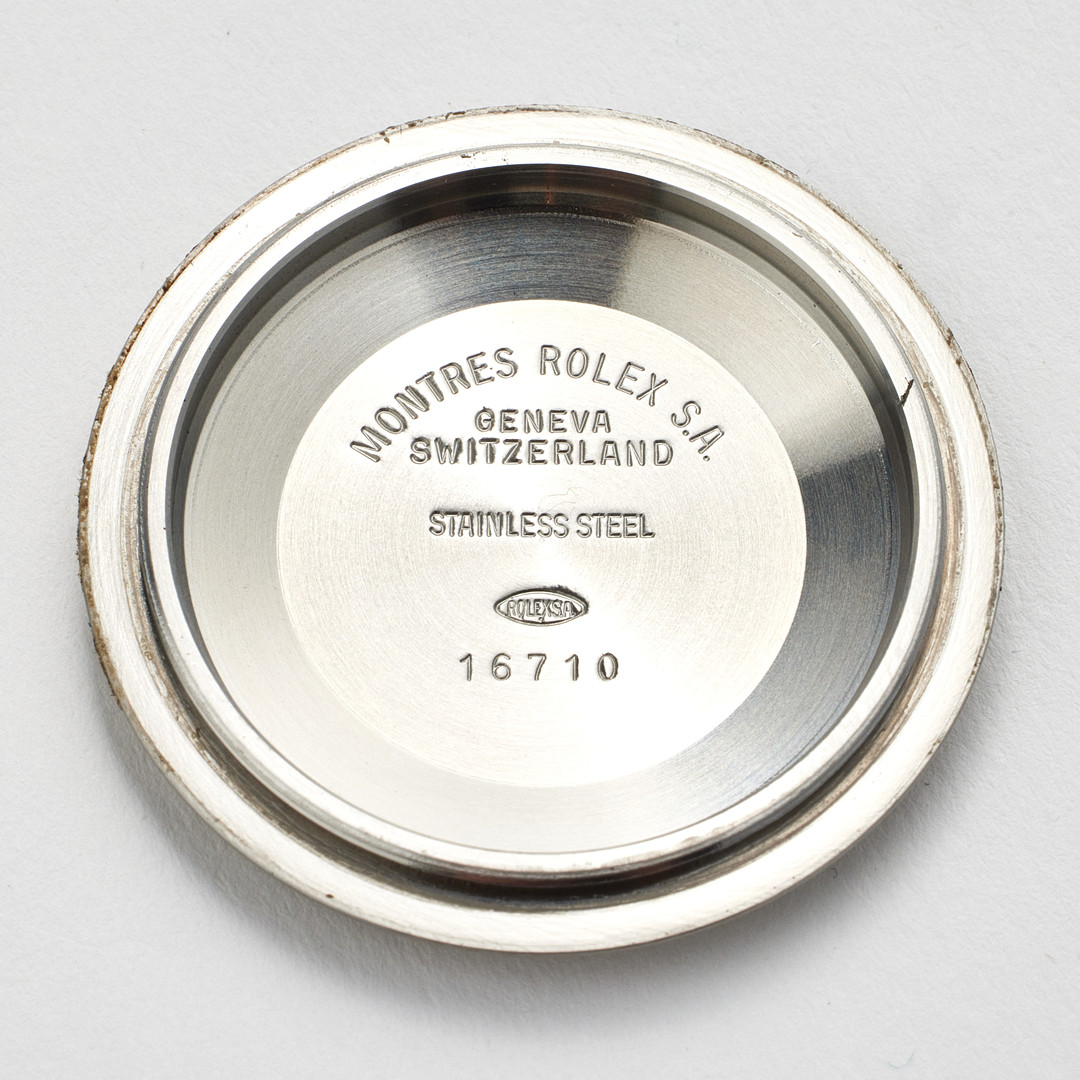 MONTRES ROLEX S.A.
GENEVA
SWITZERLAND
STAINLESS STEEL
ROLEXSA
16710